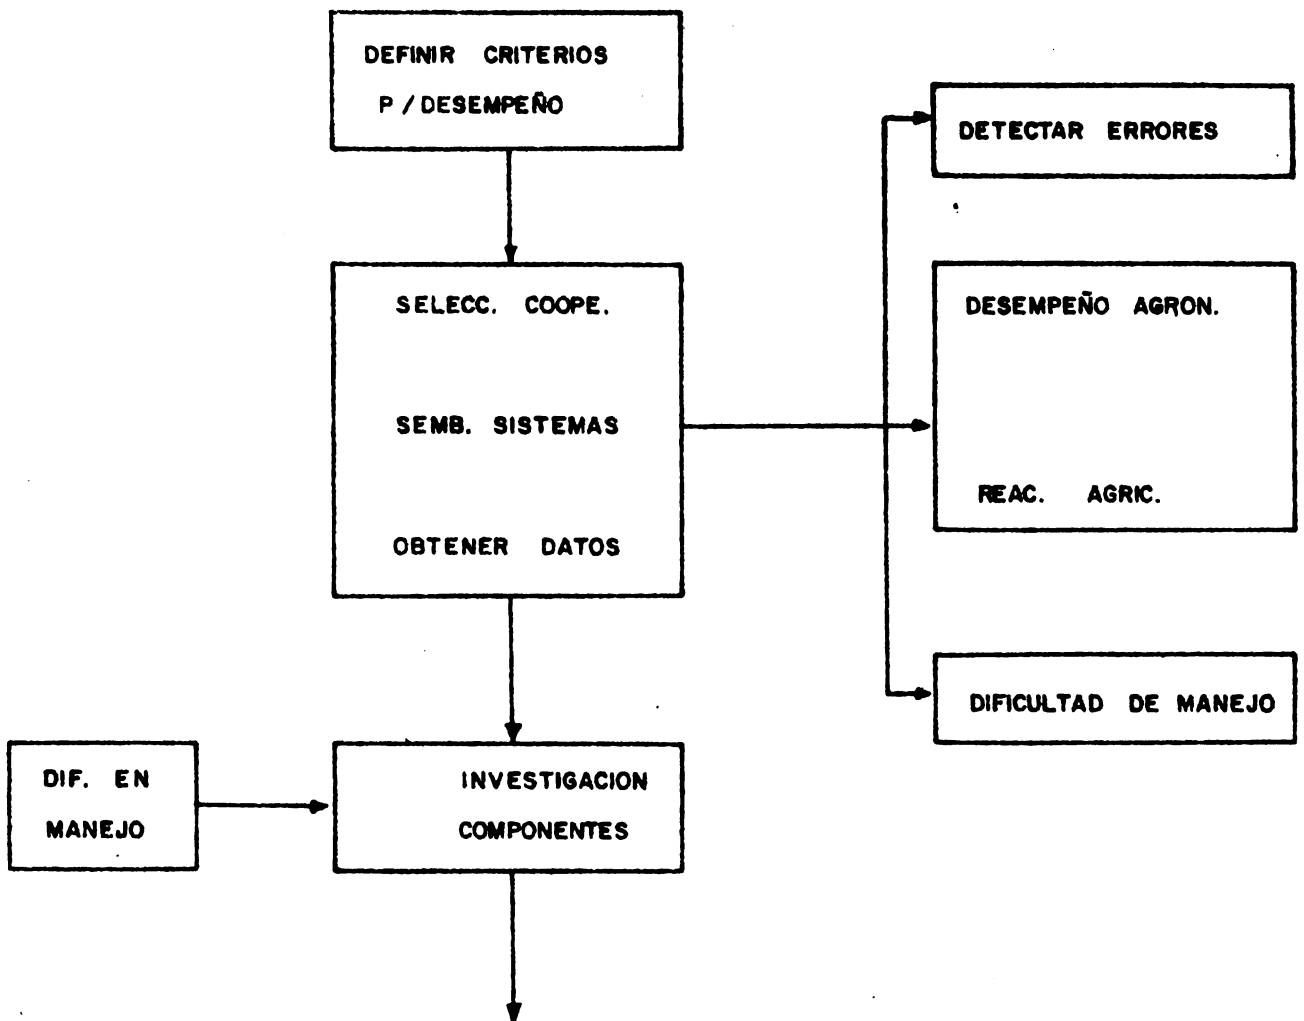 DEFINIR CRITERIOS
P / DESEMPEÑO
DETECTAR ERRORES
SELECC. COOPE.
SEMB. SISTEMAS
OBTENER DATOS
DESEMPEÑO AGRON.
REAC. AGRIC.
DIFICULTAD DE MANEJO
DIF. EN
MANEJO
INVESTIGACION
COMPONENTES